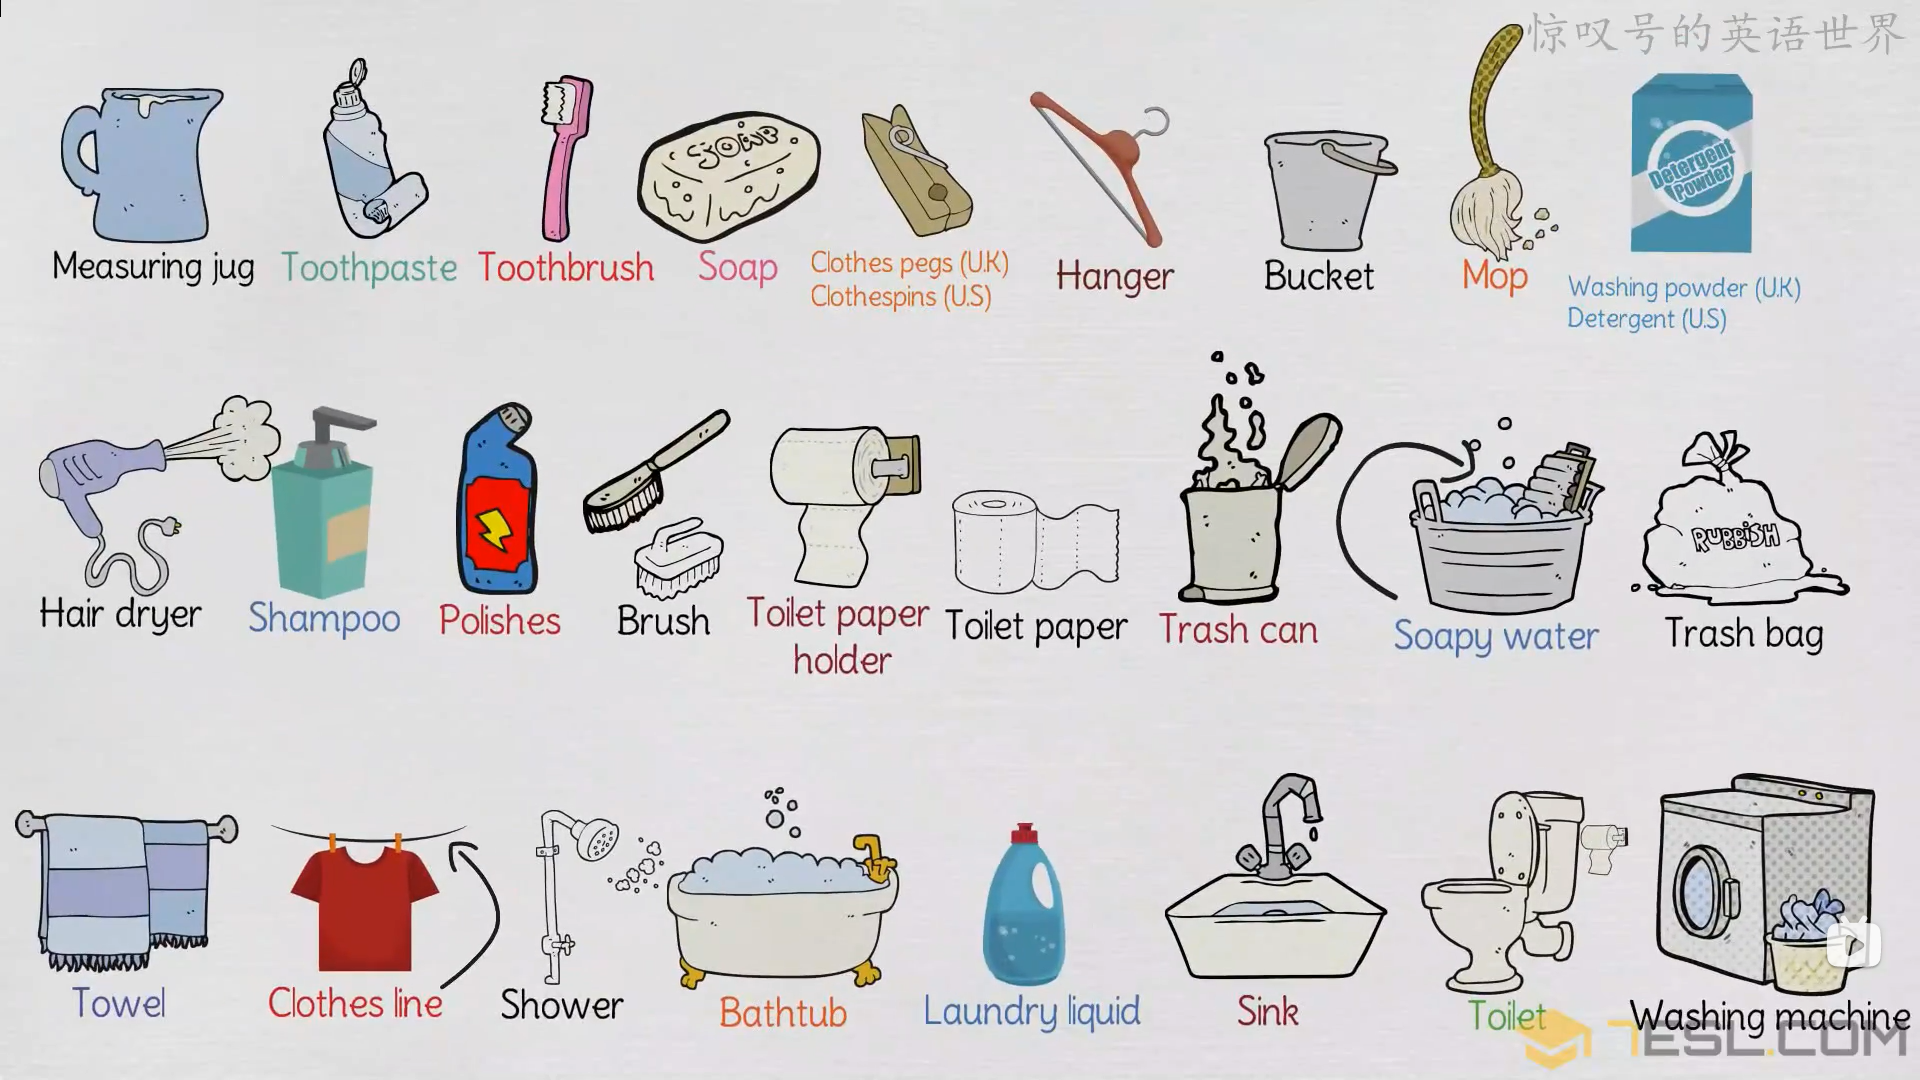 惊叹号的英语世界
SOAP
Detergent
Powder
Measuring jug
Toothpaste
Toothbrush
Soap
Clothes pegs (U.K)
Clothespins (U.S)
Hanger
Bucket
Mop
Washing powder (U.K)
Detergent (U.S)
RUBBISH
Hair dryer
Shampoo
Polishes
Brush
Toilet paper
holder
Toilet paper
Trash can
Soapy water
Trash bag
Towel
Clothes line
Shower
Bathtub
Laundry liquid
Sink
Toilet
Washing machine
7ESL.COM